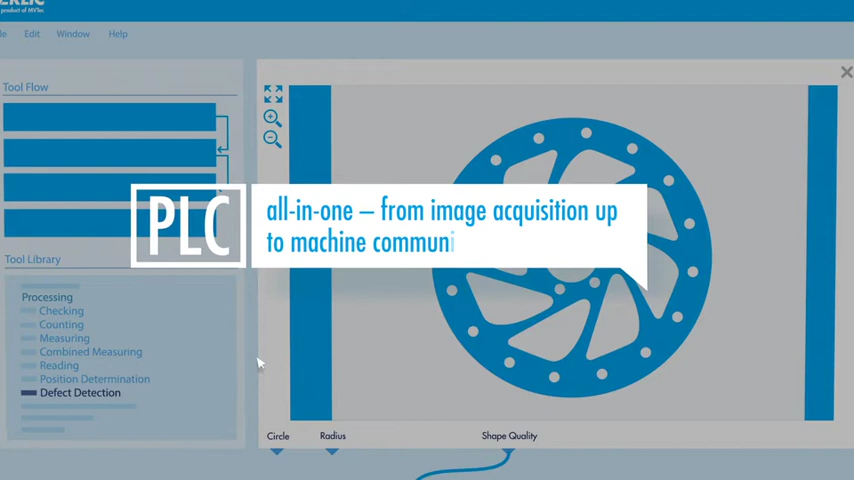 product of MVTec
Edit Window Help
Tool Flow
PLC
all-in-one – from image acquisition up
to machine communi
Tool Library
Processing
Checking
Counting
Measuring
Combined Measuring
Reading
Position Determination
Defect Detection
Circle Radius Shape Quality